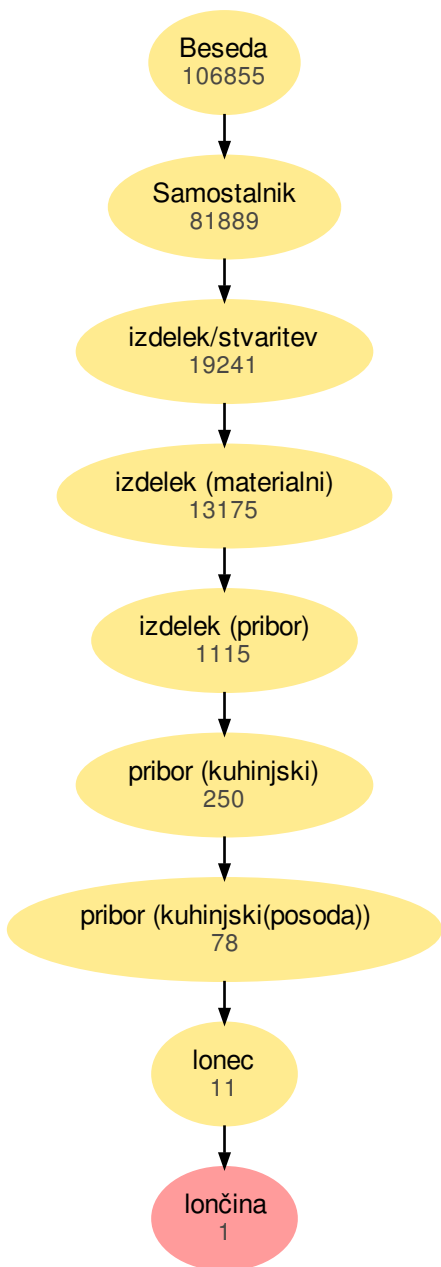 Beseda
106855
Samostalnik
81889
izdelek/stvaritev
19241
izdelek (materialni)
13175
izdelek (pribor)
1115
pribor (kuhinjski)
250
pribor (kuhinjski(posoda))
78
lonec
11
lončina
1